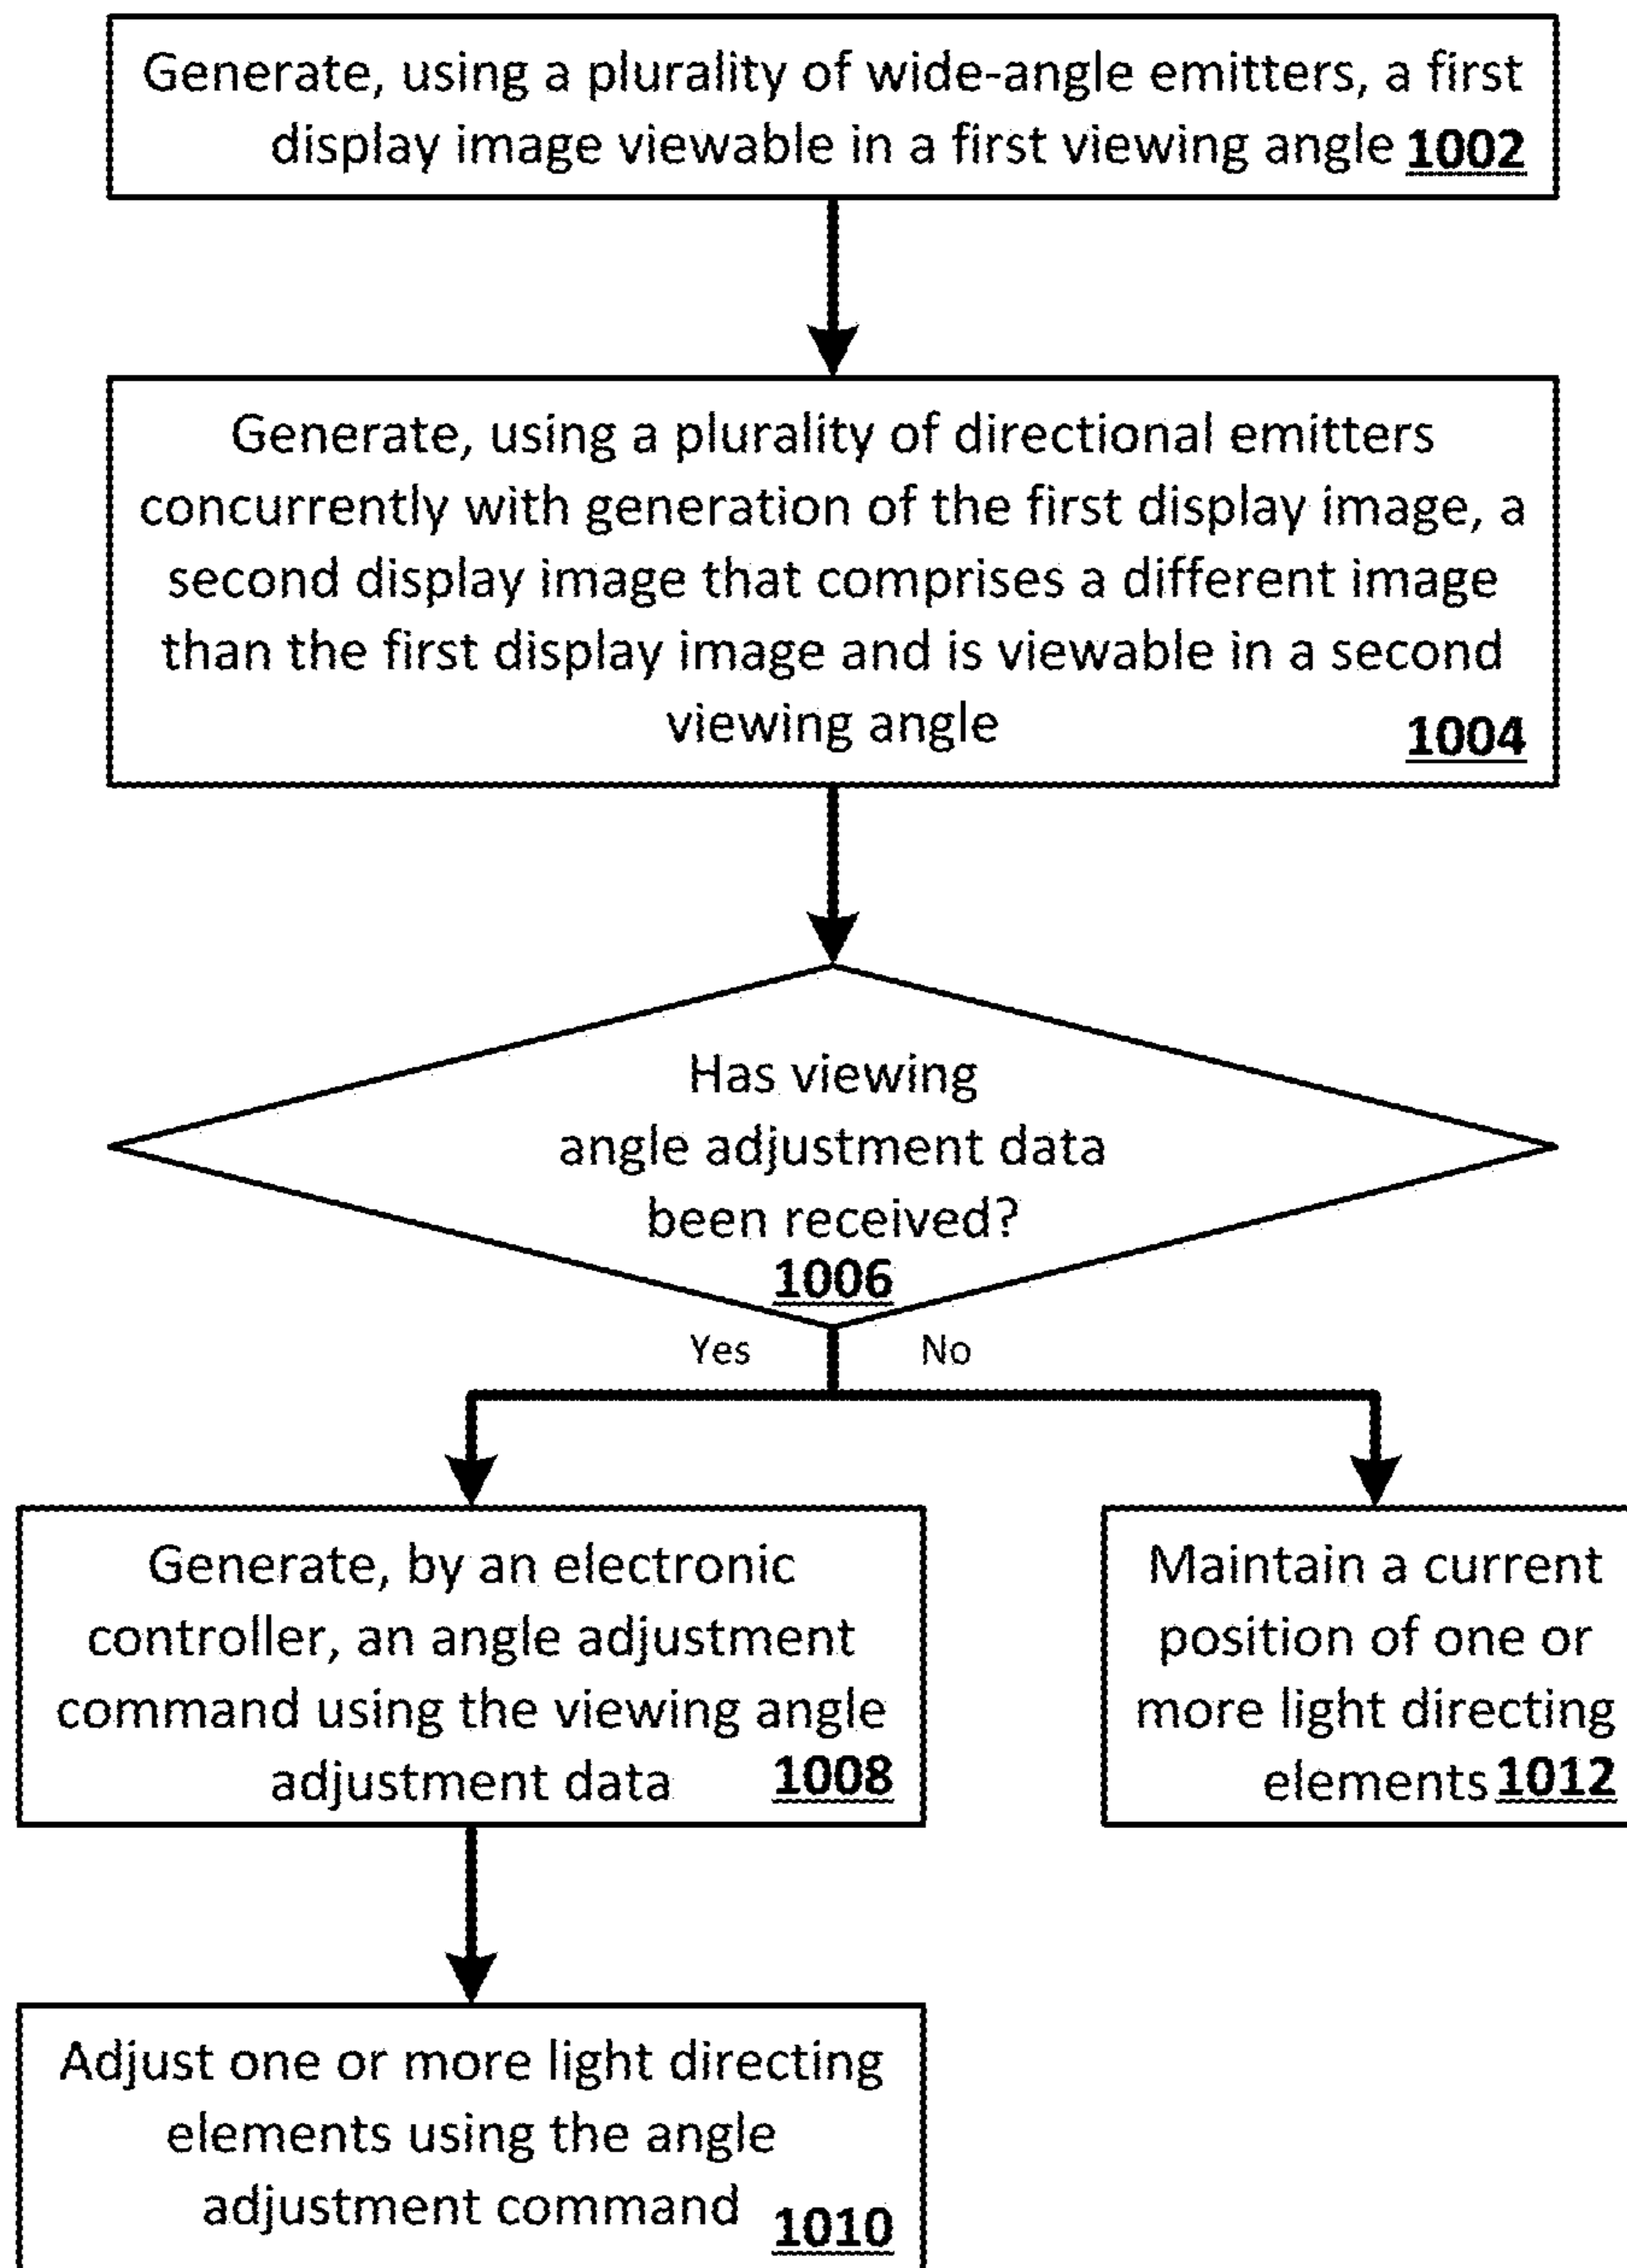 Generate, using a plurality of wide-angle emitters, a first
display image viewable in a first viewing angle 1002
Generate, using a plurality of directional emitters
concurrently with generation of the first display image, a
second display image that comprises a different image
than the first display image and is viewable in a second
viewing angle 1004
Has viewing
angle adjustment data
been received?
1006
Yes No
Generate, by an electronic
controller, an angle adjustment
command using the viewing angle
adjustment data 1008
Maintain a current
position of one or
more light directing
elements 1012
Adjust one or more light directing
elements using the angle
adjustment command 1010